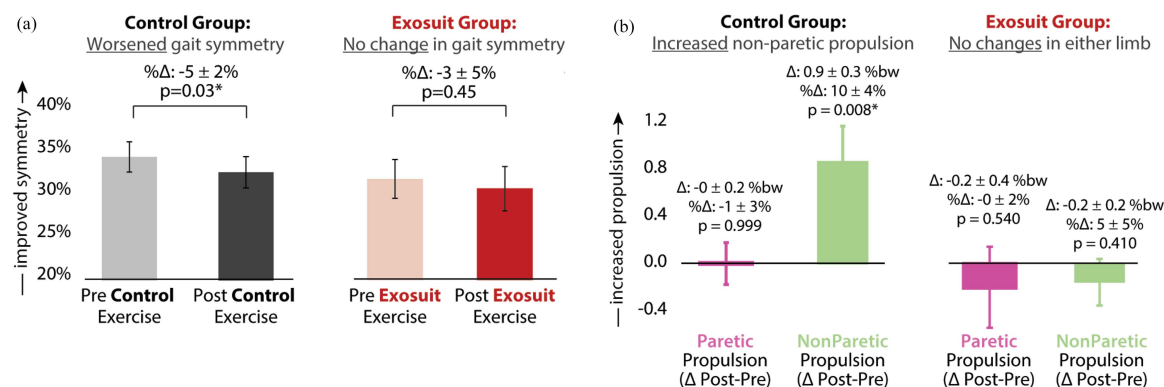 (a)
Control Group:
Worsened gait symmetry
%Δ: -5 ± 2%
p=0.03*
Exosuit Group:
No change in gait symmetry
%Δ: -3 ± 5%
p=0.45
improved symmetry
40%
35%
30%
25%
20%
Pre Control
Exercise
Post Control
Exercise
Pre Exosuit
Exercise
Post Exosuit
Exercise
(b)
Control Group:
Increased non-paretic propulsion
Δ: 0.9 ± 0.3 %bw
%Δ: 10 ± 4%
p = 0.008*
Δ: -0 ± 0.2 %bw
%Δ: -1 ± 3%
p = 0.999
Exosuit Group:
No changes in either limb
Δ: -0.2 ± 0.4 %bw
%Δ: -0 ± 2%
p = 0.540
Δ: -0.2 ± 0.2 %bw
%Δ: 5 ± 5%
p = 0.410
increased propulsion
1.2
0.8
0.4
0.0
-0.4
Paretic
Propulsion
(Δ Post-Pre)
NonParetic
Propulsion
(Δ Post-Pre)
Paretic
Propulsion
(Δ Post-Pre)
NonParetic
Propulsion
(Δ Post-Pre)